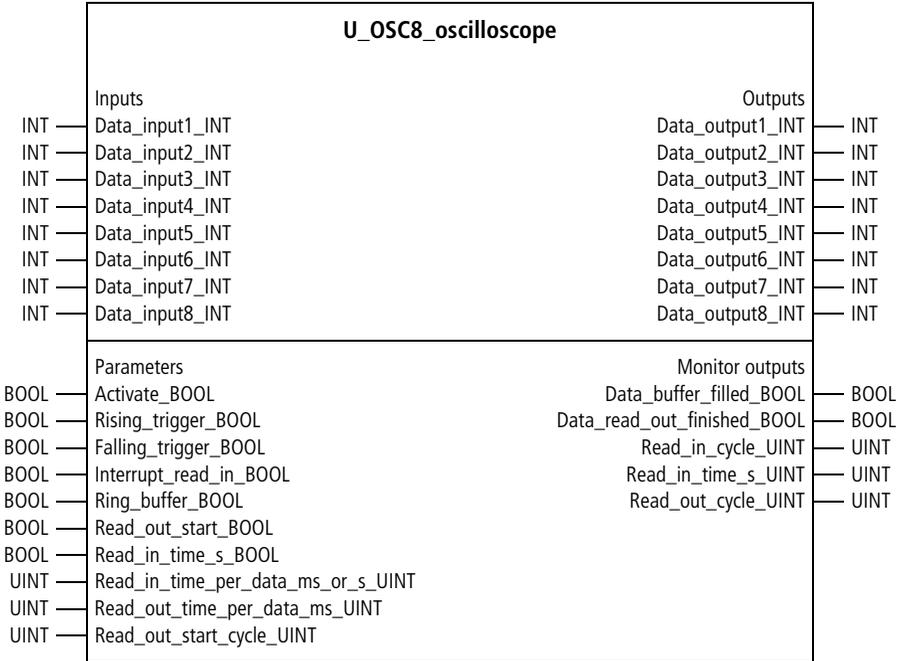 U_OSC8_oscilloscope
Inputs Outputs
INT Data_input1_INT Data_output1_INT INT
INT Data_input2_INT Data_output2_INT INT
INT Data_input3_INT Data_output3_INT INT
INT Data_input4_INT Data_output4_INT INT
INT Data_input5_INT Data_output5_INT INT
INT Data_input6_INT Data_output6_INT INT
INT Data_input7_INT Data_output7_INT INT
INT Data_input8_INT Data_output8_INT INT
Parameters Monitor outputs
BOOL Activate_BOOL Data_buffer_filled_BOOL BOOL
BOOL Rising_trigger_BOOL Data_read_out_finished_BOOL BOOL
BOOL Falling_trigger_BOOL Read_in_cycle_UINT UINT
BOOL Interrupt_read_in_BOOL Read_in_time_s_UINT UINT
BOOL Ring_buffer_BOOL Read_out_cycle_UINT UINT
BOOL Read_out_start_BOOL
BOOL Read_in_time_s_BOOL
UINT Read_in_time_per_data_ms_or_s_UINT
UINT Read_out_time_per_data_ms_UINT
UINT Read_out_start_cycle_UINT